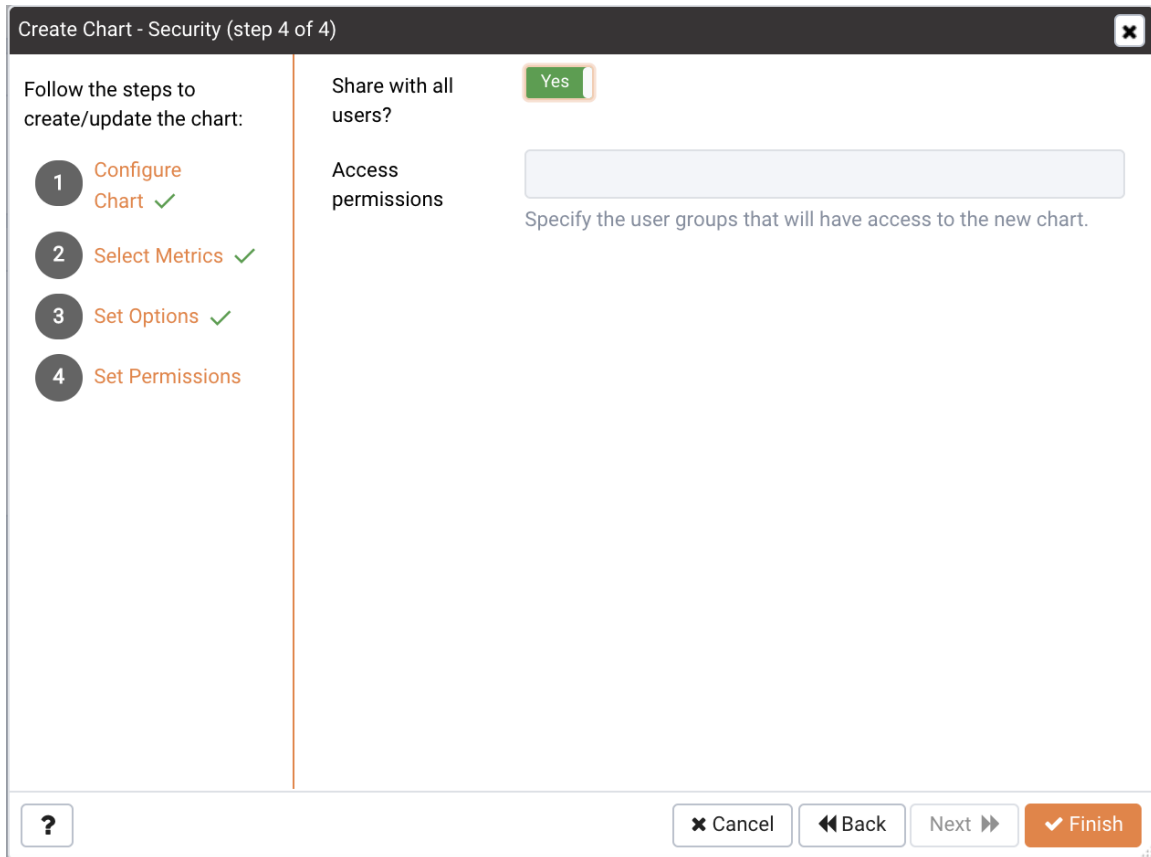 Create Chart - Security (step 4 of 4)
Follow the steps to
create/update the chart:
1 Configure
Chart
2 Select Metrics
3 Set Options
4 Set Permissions
Share with all
users?
Yes
Access
permissions
Specify the user groups that will have access to the new chart.
?
Cancel
Back
Next
Finish